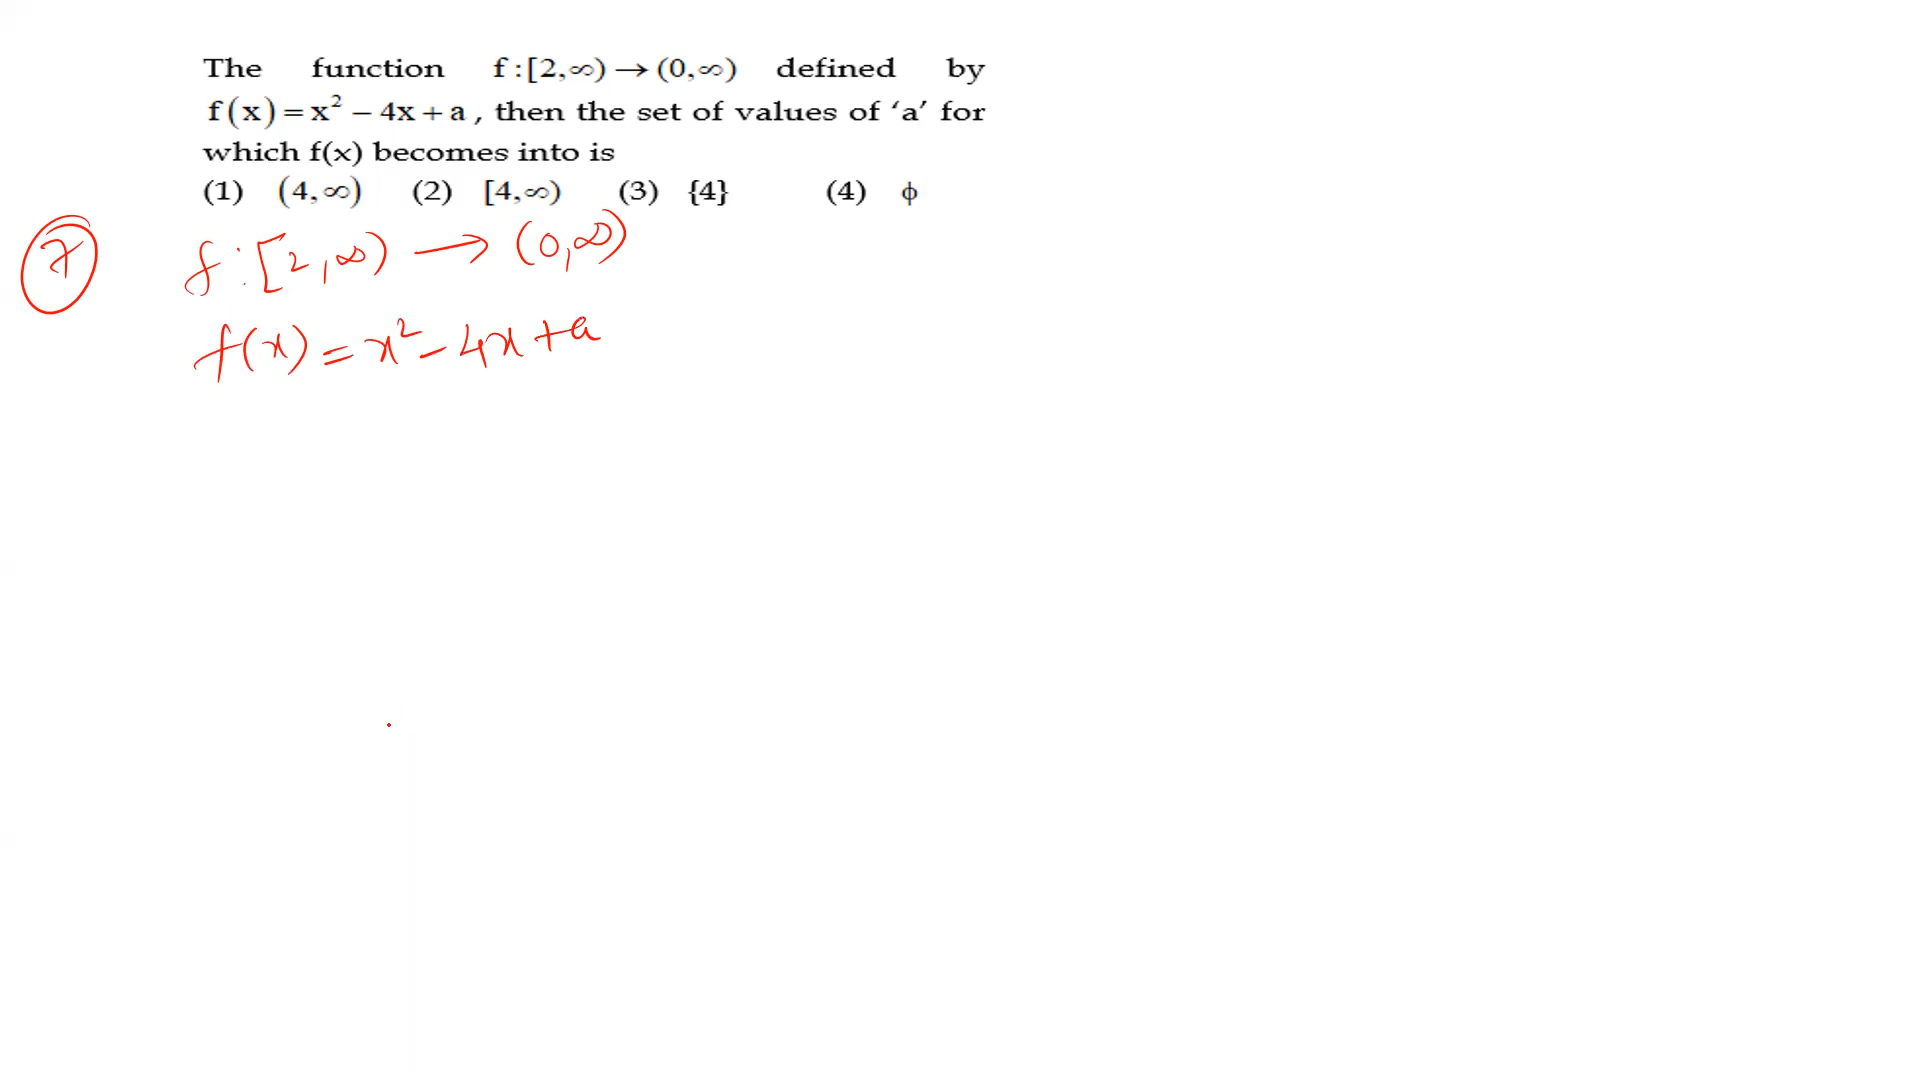 The function f : [2, ∞) → (0, ∞) defined by
f(x) = x² − 4x + a , then the set of values of ‘a’ for
which f(x) becomes into is
(1) (4, ∞) (2) [4, ∞) (3) {4} (4) ϕ
7 f : [2, ∞) → (0, ∞)
f(x) = x² − 4x + a